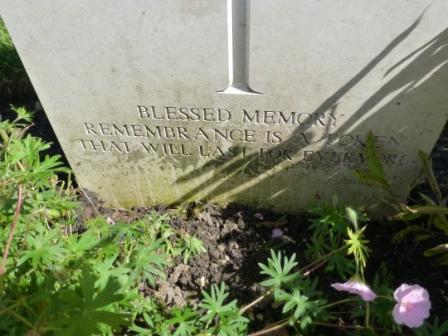 BLESSED MEMORY
REMEMBRANCE IS A TOKEN
THAT WILL LAST FOR EVERMORE